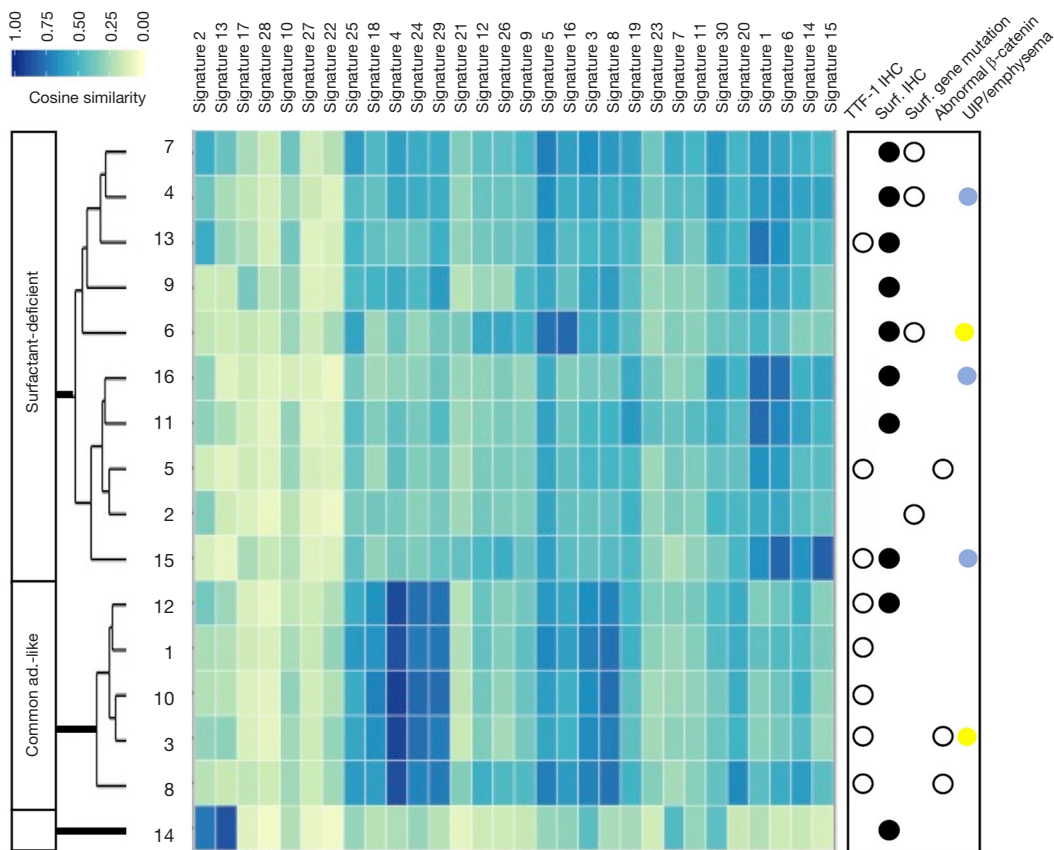 1.00
0.75
0.50
0.25
0.00
Cosine similarity
Signature 2
Signature 13
Signature 17
Signature 28
Signature 10
Signature 27
Signature 22
Signature 25
Signature 18
Signature 4
Signature 24
Signature 29
Signature 21
Signature 12
Signature 26
Signature 9
Signature 5
Signature 16
Signature 3
Signature 8
Signature 19
Signature 23
Signature 7
Signature 11
Signature 30
Signature 20
Signature 1
Signature 6
Signature 14
Signature 15
TTF-1 IHC
Surf. IHC
Surf. gene mutation
Abnormal β-catenin
UIP/emphysema
Surfactant-deficient
7
4
13
9
6
16
11
5
2
15
Common ad.-like
12
1
10
3
8
14